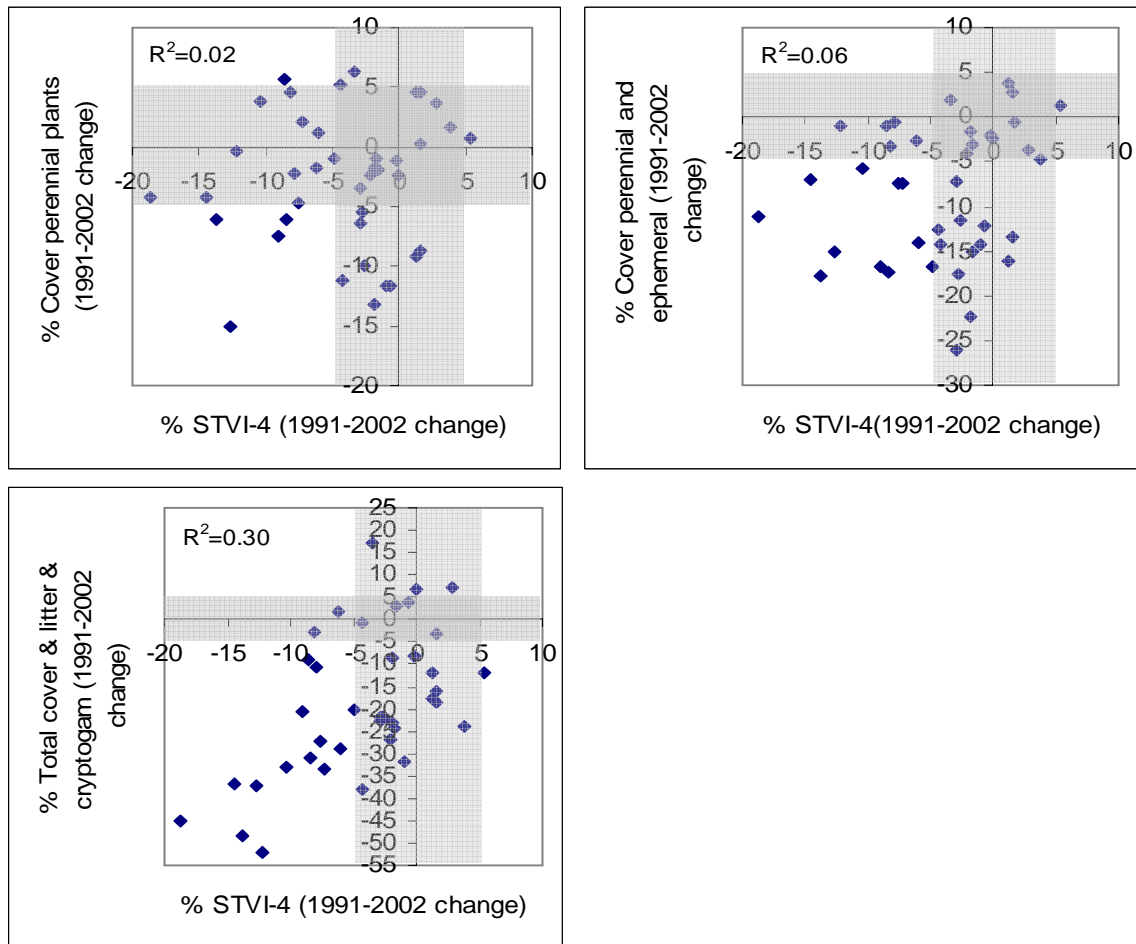 R²=0.02
10
5
0
-5
-10
-15
-20
-20 -15 -10 -5 0 5 10
% Cover perennial plants
(1991-2002 change)
% STVI-4 (1991-2002 change)
R²=0.06
10
5
0
-5
-10
-15
-20
-25
-30
-20 -15 -10 -5 0 5 10
% Cover perennial and
ephemeral (1991-2002
change)
% STVI-4(1991-2002 change)
R²=0.30
25
20
15
10
5
0
-5
-10
-15
-20
-25
-30
-35
-40
-45
-50
-55
-20 -15 -10 -5 0 5 10
% Total cover & litter &
cryptogam (1991-2002
change)
% STVI-4 (1991-2002 change)